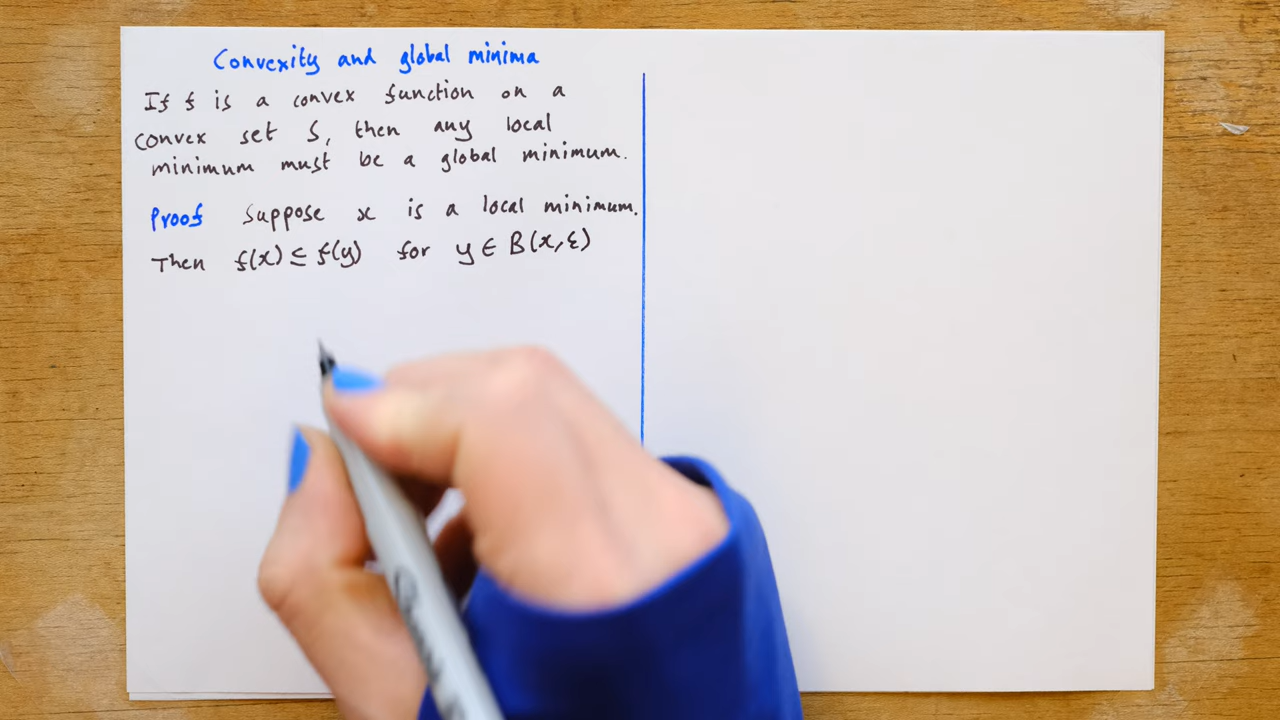 Convexity and global minima
If f is a convex function on a
convex set S, then any local
minimum must be a global minimum.
Proof Suppose x is a local minimum.
Then f(x) ≤ f(y) for y ∈ B(x, ε)